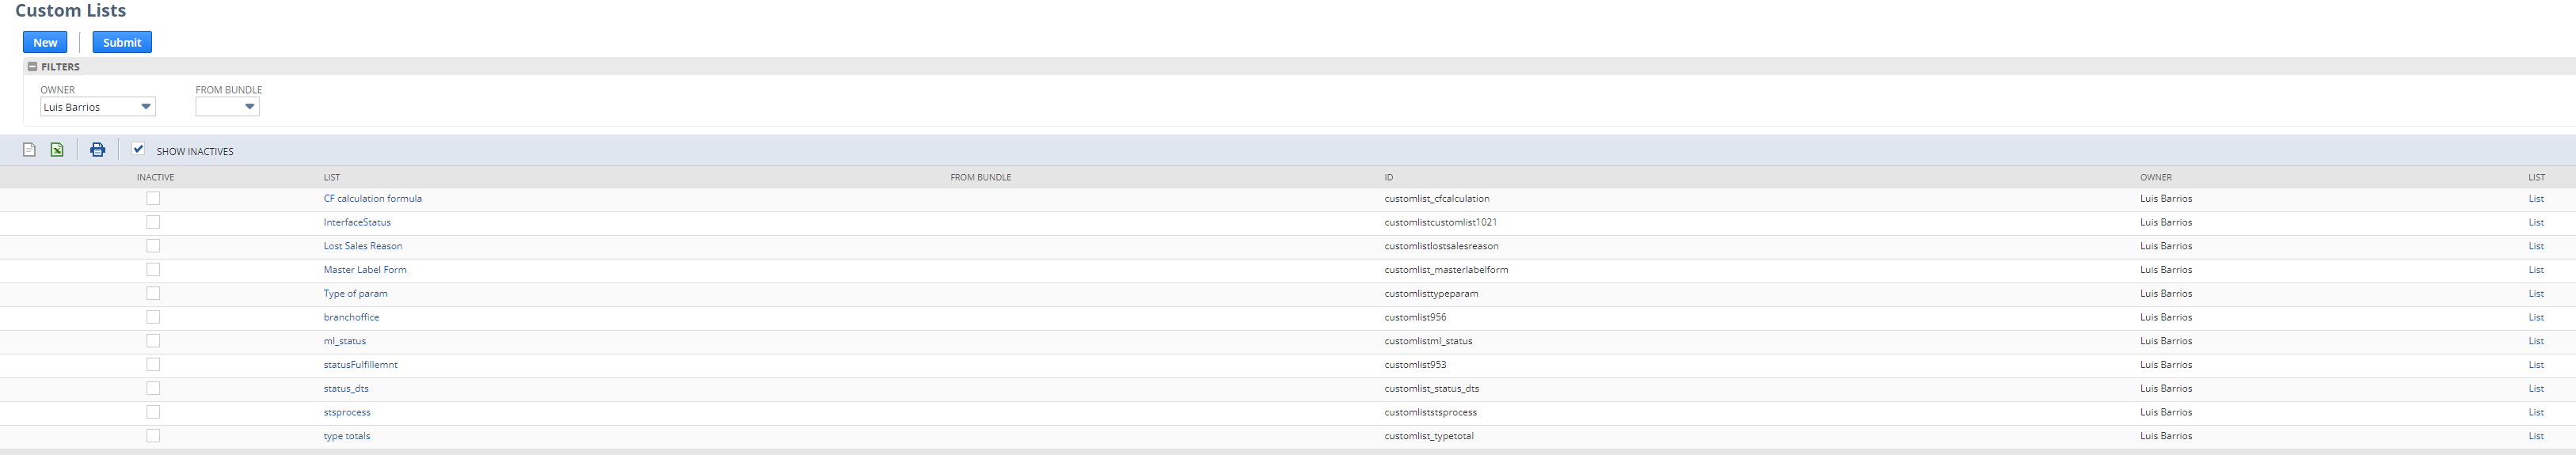 Custom Lists
New Submit
FILTERS
OWNER FROM BUNDLE
Luis Barrios
SHOW INACTIVES
INACTIVE LIST FROM BUNDLE ID OWNER LIST
CF calculation formula customlist_cfcalculation Luis Barrios List
InterfaceStatus customlistcustomlist1021 Luis Barrios List
Lost Sales Reason customlistlostsalesreason Luis Barrios List
Master Label Form customlist_masterlabelform Luis Barrios List
Type of param customlisttypeparam Luis Barrios List
branchoffice customlist956 Luis Barrios List
ml_status customlistml_status Luis Barrios List
statusFulfillemnt customlist953 Luis Barrios List
status_dts customlist_status_dts Luis Barrios List
stsprocess customliststsprocess Luis Barrios List
type totals customlist_typetotal Luis Barrios List